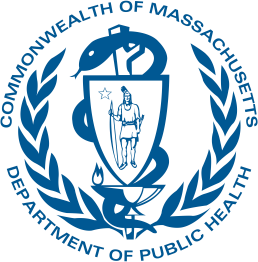 COMMONWEALTH OF MASSACHUSETTS
DEPARTMENT OF PUBLIC HEALTH